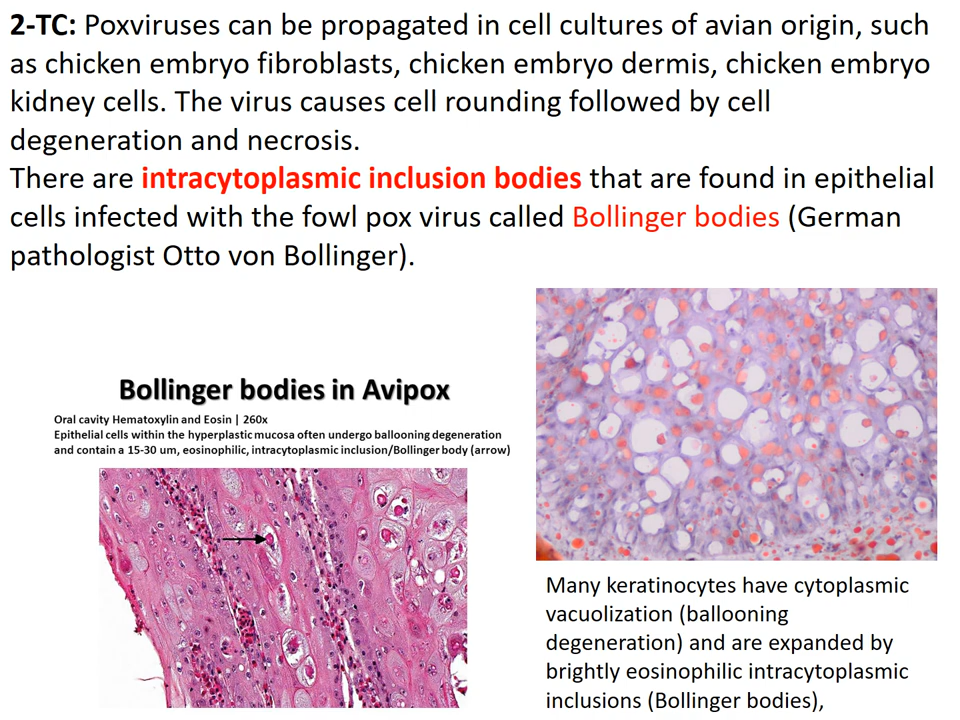 2-TC: Poxviruses can be propagated in cell cultures of avian origin, such
as chicken embryo fibroblasts, chicken embryo dermis, chicken embryo
kidney cells. The virus causes cell rounding followed by cell
degeneration and necrosis.
There are intracytoplasmic inclusion bodies that are found in epithelial
cells infected with the fowl pox virus called Bollinger bodies (German
pathologist Otto von Bollinger).
Bollinger bodies in Avipox
Oral cavity Hematoxylin and Eosin | 260x
Epithelial cells within the hyperplastic mucosa often undergo ballooning degeneration
and contain a 15-30 um, eosinophilic, intracytoplasmic inclusion/Bollinger body (arrow)
Many keratinocytes have cytoplasmic
vacuolization (ballooning
degeneration) and are expanded by
brightly eosinophilic intracytoplasmic
inclusions (Bollinger bodies),